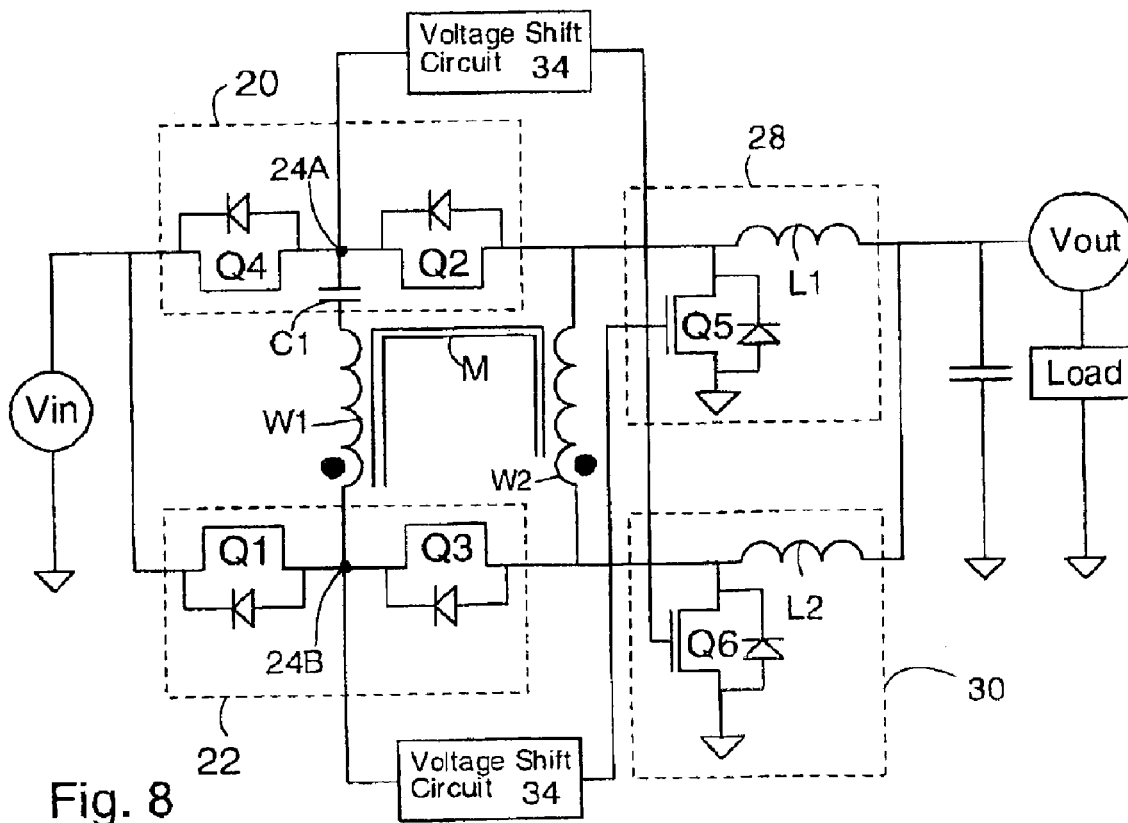 Voltage Shift
Circuit 34
20
24A
28
Q4
Q2
L1
Vout
C1
M
Q5
Vin
W1
Load
W2
Q1
Q3
L2
24B
Q6
30
22
Voltage Shift
Circuit 34
Fig. 8